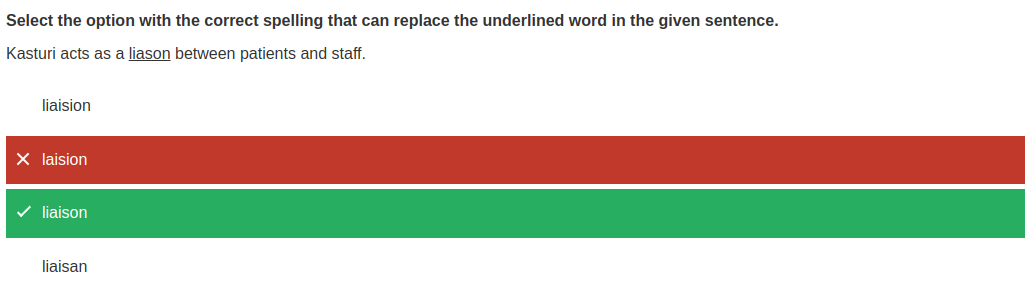 Select the option with the correct spelling that can replace the underlined word in the given sentence.
Kasturi acts as a liason between patients and staff.
liaision
laision
liaison
liaisan